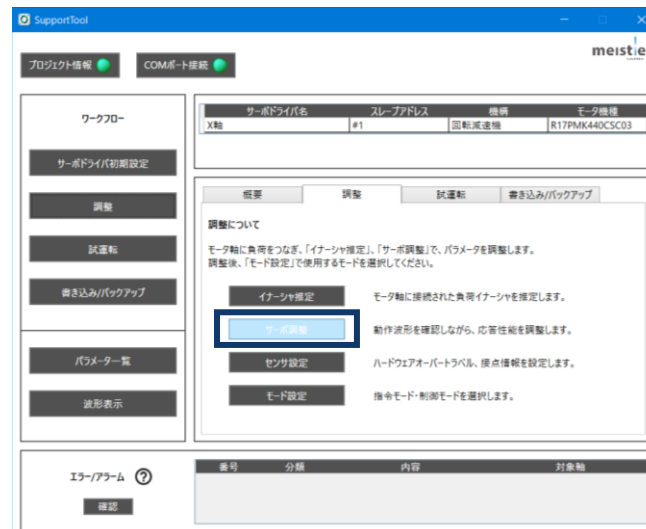 SupportTool
meistie
プロジェクト情報
COMポート接続
ワークフロー
サーボドライバ初期設定
調整
試運転
書き込み/バックアップ
パラメーター覧
波形表示
サーボドライバ名 スレーブアドレス 機構 モータ機種
X軸 #1 回転減速機 R17PMK440CSC03
概要 調整 試運転 書き込み/バックアップ
調整について
モータ軸に負荷をつなぎ、「イナーシャ推定」、「サーボ調整」で、パラメータを調整します。
調整後、「モード設定」で使用するモードを選択してください。
イナーシャ推定 モータ軸に接続された負荷イナーシャを推定します。
サーボ調整 動作波形を確認しながら、応答性能を調整します。
センサ設定 ハードウェアオーバートラベル、接点情報を設定します。
モード設定 指令モード・制御モードを選択します。
エラー/アラーム ?
確認
番号 分類 内容 対象軸